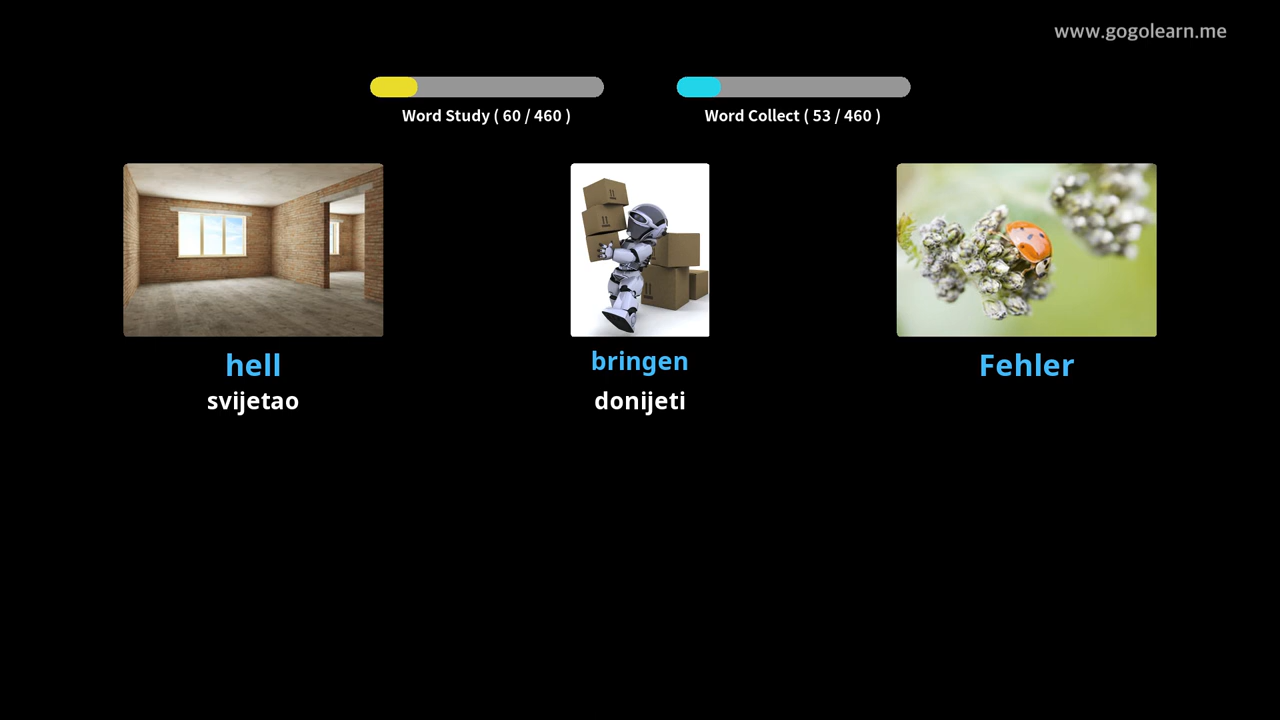 www.gogolearn.me
Word Study ( 60 / 460 )
Word Collect ( 53 / 460 )
hell
svijetao
bringen
donijeti
Fehler